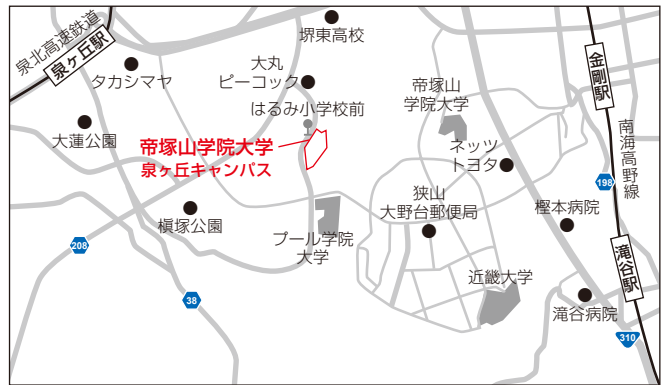 堺東高校
泉北高速鉄道
泉ヶ丘駅
タカシマヤ
大丸
ピーコック
はるみ小学校前
帝塚山
学院大学
金剛駅
大蓮公園
帝塚山学院大学
泉ヶ丘キャンパス
ネッツ
トヨタ
南海高野線
198
槇塚公園
狭山
大野台郵便局
樫本病院
プール学院
大学
208
近畿大学
滝谷駅
38
滝谷病院
310